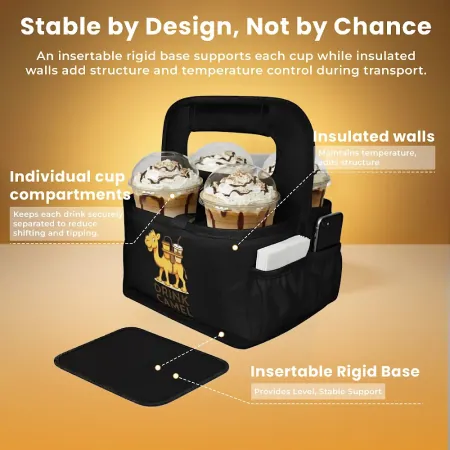 Stable by Design, Not by Chance
An insertable rigid base supports each cup while insulated
walls add structure and temperature control during transport.
Insulated walls
Maintains temperature,
adds structure
Individual cup
compartments
Keeps each drink securely
separated to reduce
shifting and tipping.
DRINK
CAMEL
Insertable Rigid Base
Provides Level, Stable Support